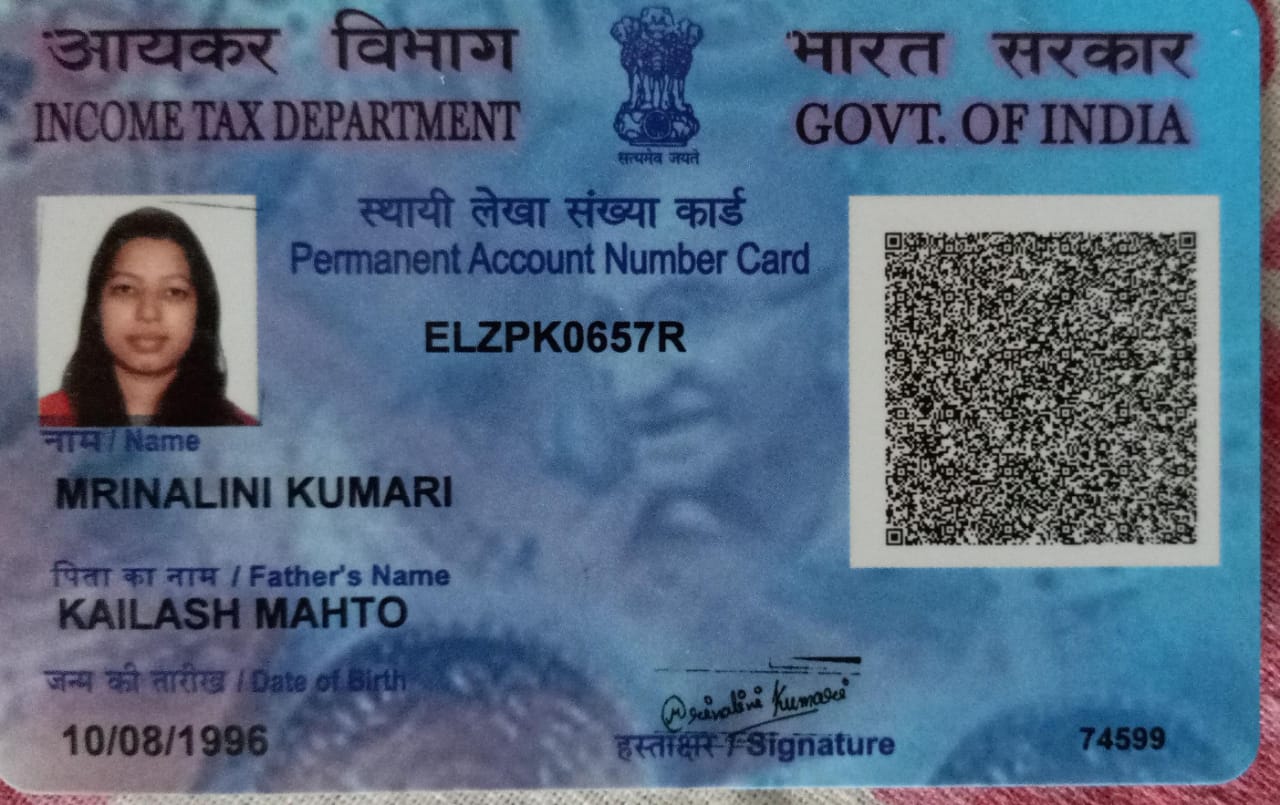 आयकर विभाग
INCOME TAX DEPARTMENT
सत्यमेव जयते
भारत सरकार
GOVT. OF INDIA
स्थायी लेखा संख्या कार्ड
Permanent Account Number Card
ELZPK0657R
नाम / Name
MRINALINI KUMARI
पिता का नाम / Father's Name
KAILASH MAHTO
जन्म की तारीख / Date of Birth
10/08/1996
Mrinalini Kumari
हस्ताक्षर / Signature
74599